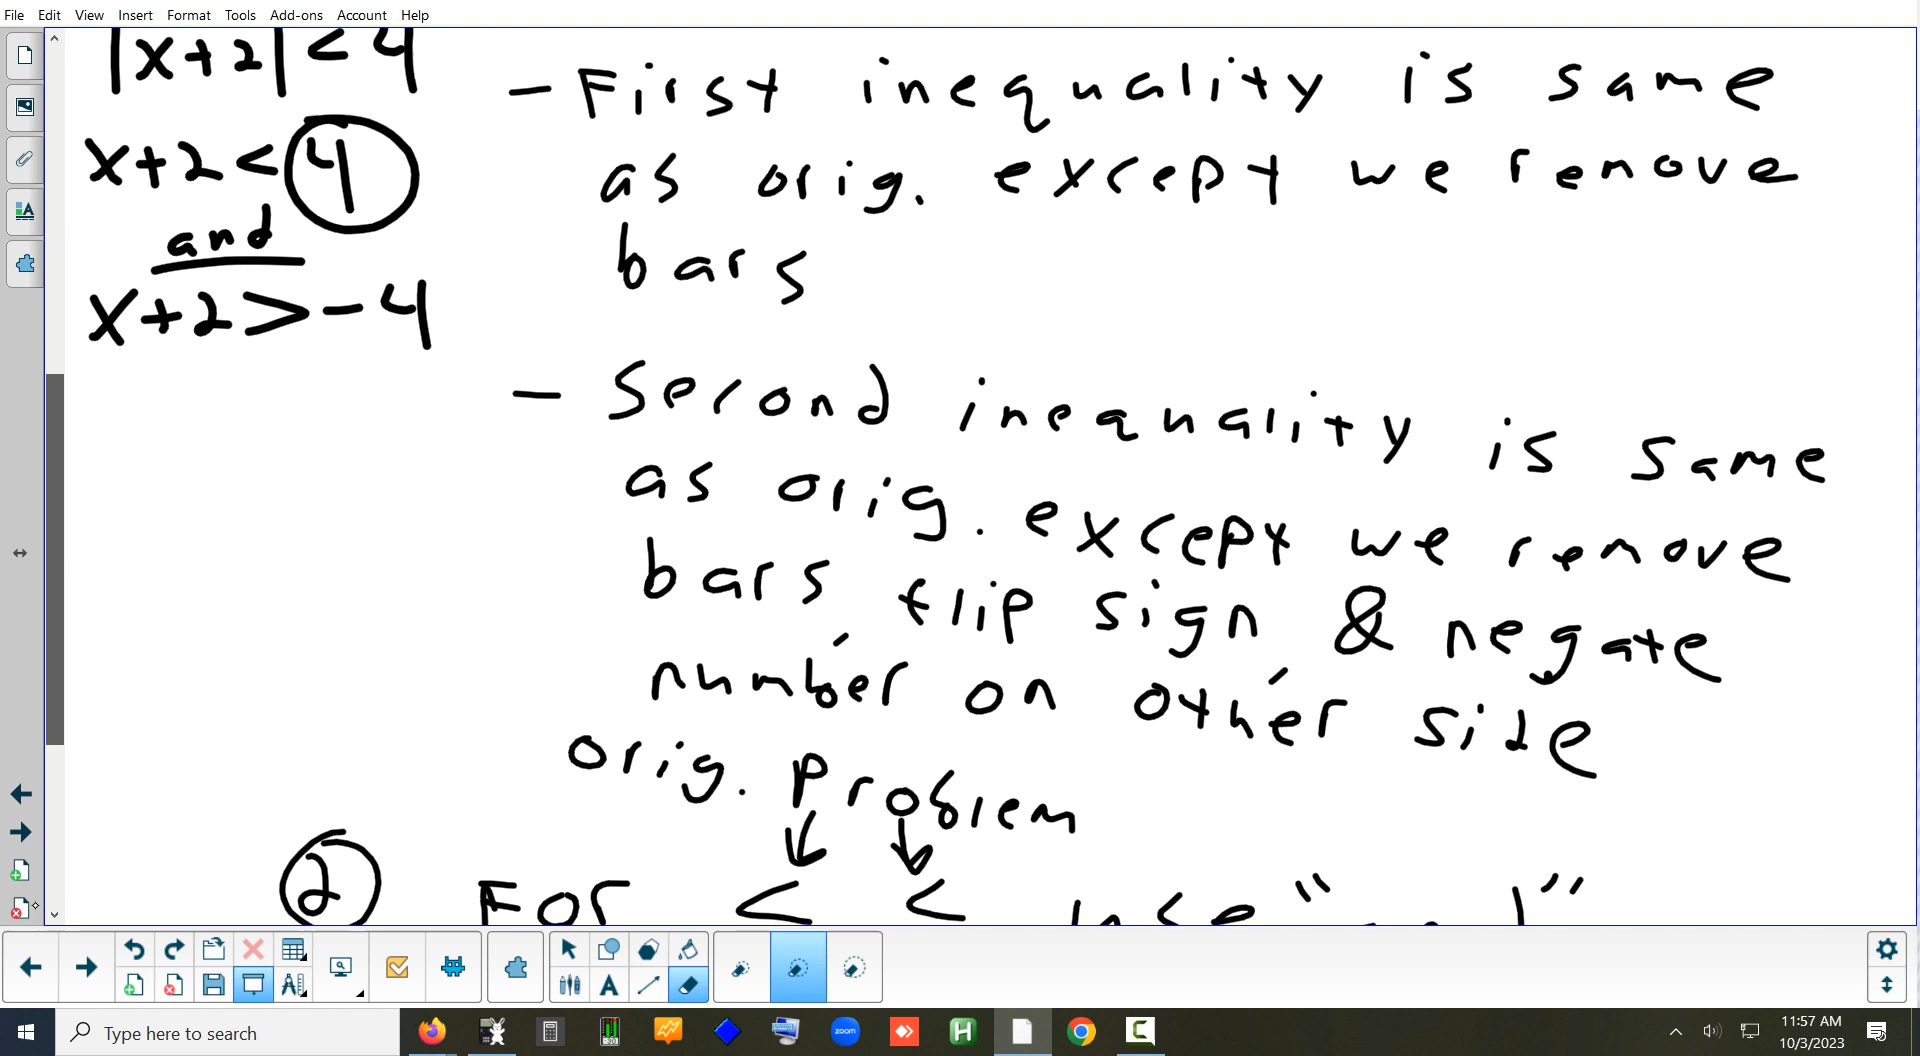 File Edit View Insert Format Tools Add-ons Account Help
|x+2| < 4
x+2 < 4
and
x+2 > -4
- First inequality is same
as orig. except we remove
bars
- Second inequality is same
as orig. except we remove
bars flip sign & negate
number on other side
orig. problem
2 For < < use "and"
Type here to search
zoom
11:57 AM
10/3/2023